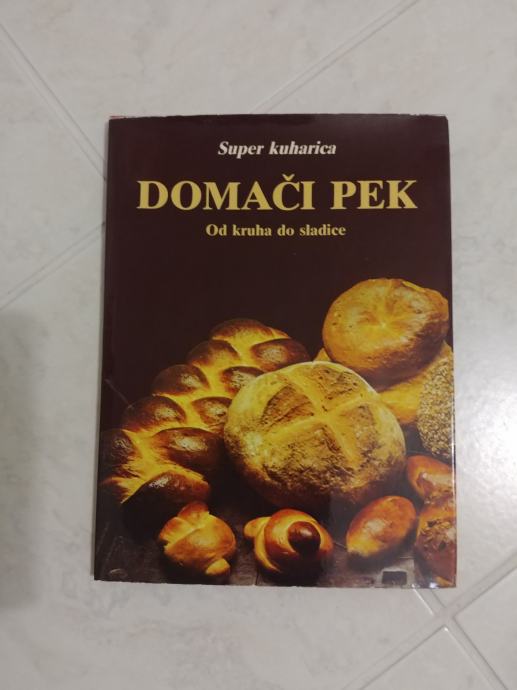 Super kuharica
DOMAČI PEK
Od kruha do sladice